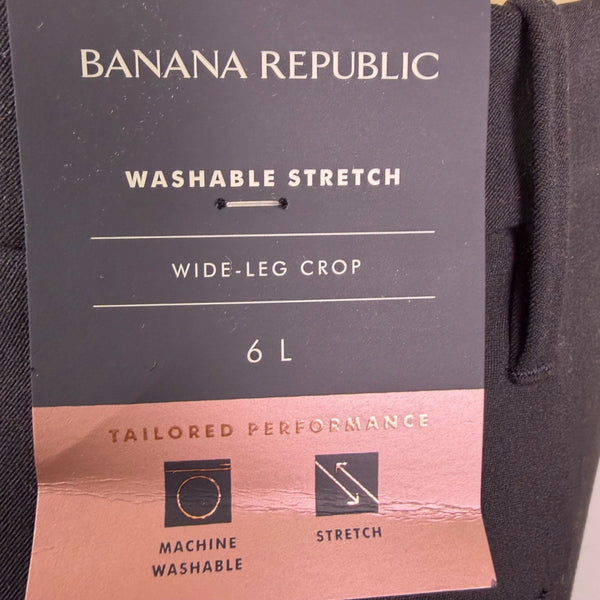 BANANA REPUBLIC
WASHABLE STRETCH
WIDE-LEG CROP
6 L
TAILORED PERFORMANCE
MACHINE
WASHABLE
STRETCH